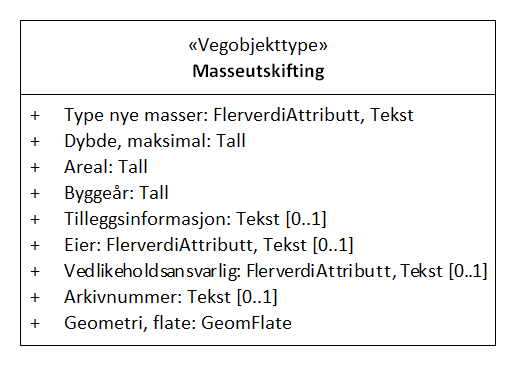 «Vegobjekttype»
Masseutskifting
+ Type nye masser: FlerverdiAttributt, Tekst
+ Dybde, maksimal: Tall
+ Areal: Tall
+ Byggeår: Tall
+ Tilleggsinformasjon: Tekst [0..1]
+ Eier: FlerverdiAttributt, Tekst [0..1]
+ Vedlikeholdsansvarlig: FlerverdiAttributt, Tekst [0..1]
+ Arkivnummer: Tekst [0..1]
+ Geometri, flate: GeomFlate